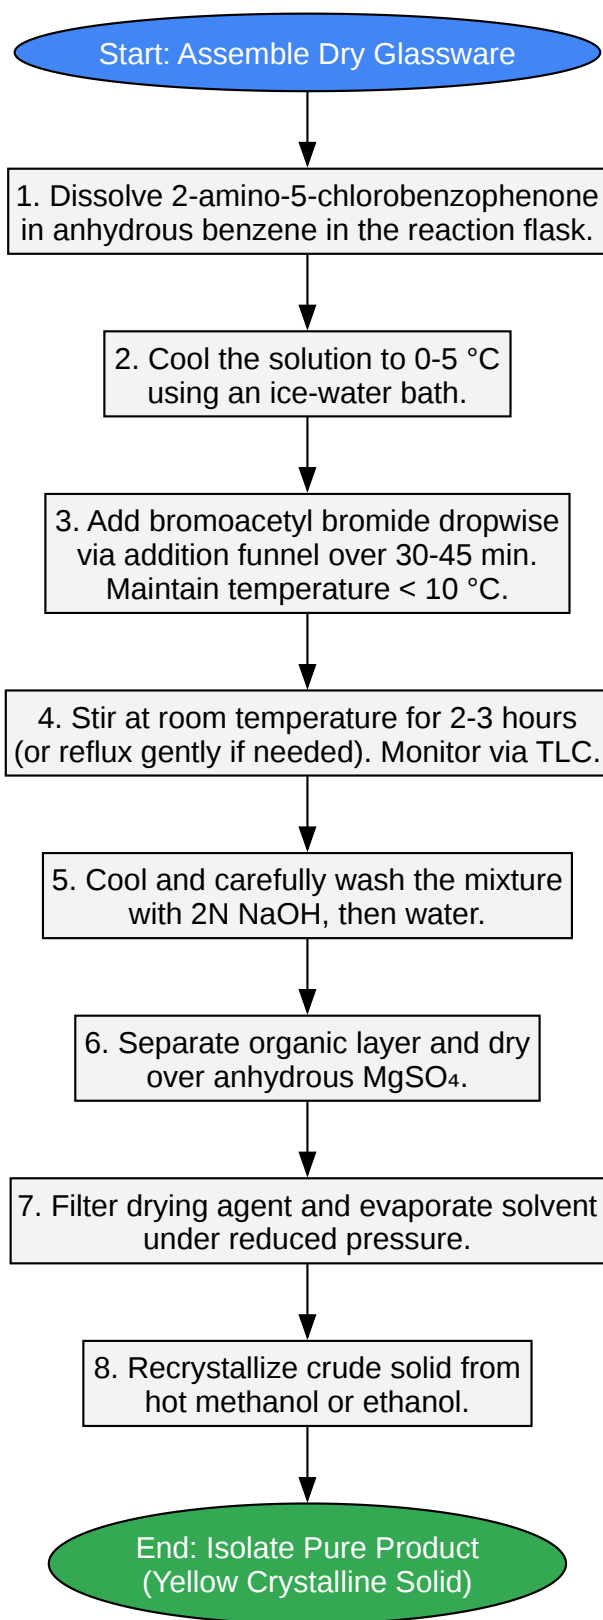 Start: Assemble Dry Glassware
1. Dissolve 2-amino-5-chlorobenzophenone
in anhydrous benzene in the reaction flask.
2. Cool the solution to 0-5 °C
using an ice-water bath.
3. Add bromoacetyl bromide dropwise
via addition funnel over 30-45 min.
Maintain temperature < 10 °C.
4. Stir at room temperature for 2-3 hours
(or reflux gently if needed). Monitor via TLC.
5. Cool and carefully wash the mixture
with 2N NaOH, then water.
6. Separate organic layer and dry
over anhydrous MgSO₄.
7. Filter drying agent and evaporate solvent
under reduced pressure.
8. Recrystallize crude solid from
hot methanol or ethanol.
End: Isolate Pure Product
(Yellow Crystalline Solid)